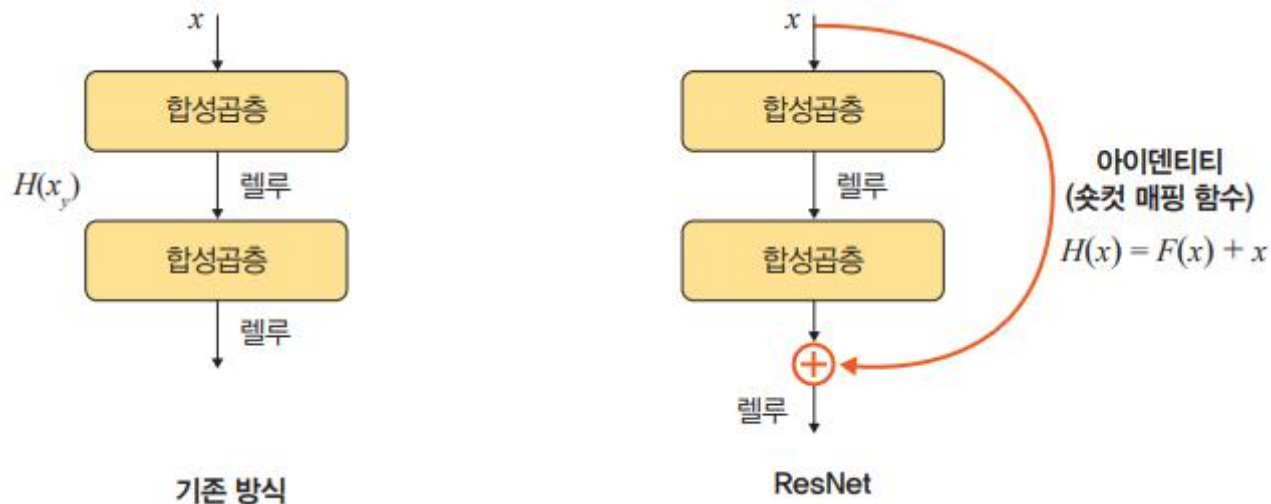 x
합성곱층
H(x_y)
렐루
합성곱층
렐루
기존 방식
x
합성곱층
렐루
합성곱층
+
렐루
아이덴티티
(숏컷 매핑 함수)
H(x) = F(x) + x
ResNet